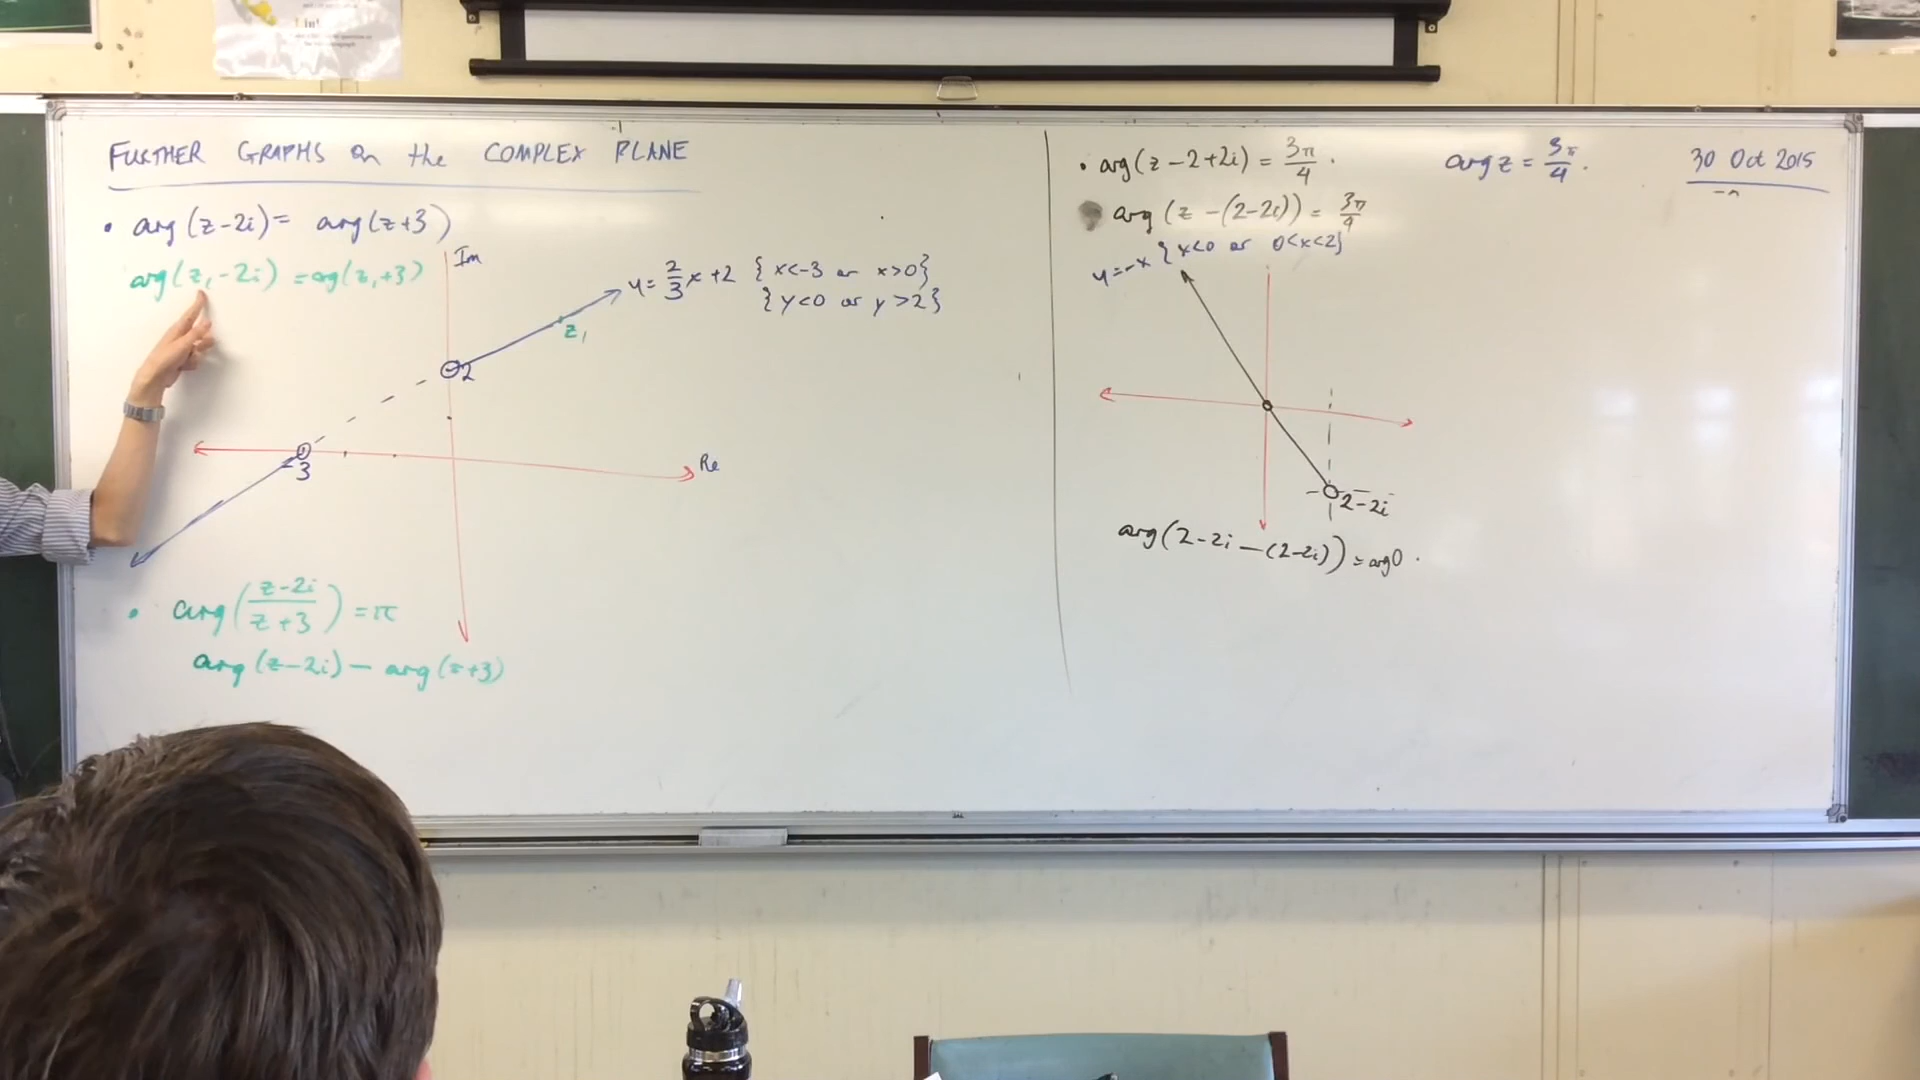 FURTHER GRAPHS on the COMPLEX PLANE
• arg(z-2i) = arg(z+3)
arg(z₁-2i) = arg(z₁+3)
Im
y = 2/3 x + 2 {x<-3 or x>0}
{y<0 or y>2}
z₁
2
-3
Re
• arg((z-2i)/(z+3)) = π
arg(z-2i) - arg(z+3)
• arg(z-2+2i) = 3π/4.
arg(z-(2-2i)) = 3π/4
y=-x {x<0 or 0<x<2}
2-2i
arg(2-2i-(2-2i)) = arg0.
arg z = 3π/4.
30 Oct 2015